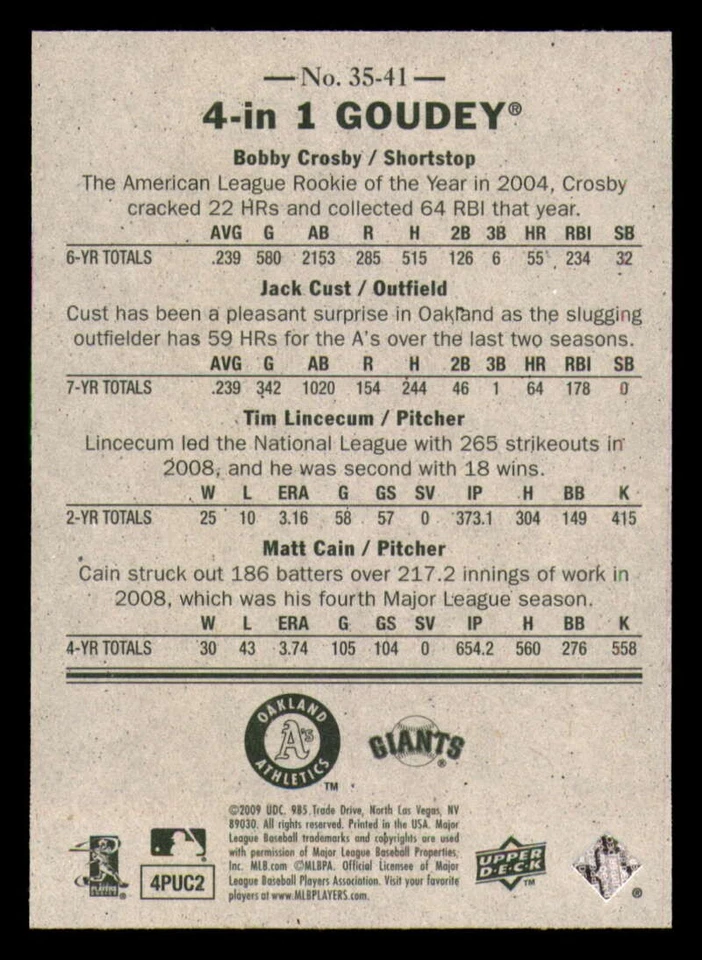 No. 35-41
4-in 1 GOUDEY®
Bobby Crosby / Shortstop
The American League Rookie of the Year in 2004, Crosby
cracked 22 HRs and collected 64 RBI that year.
AVG G AB R H 2B 3B HR RBI SB
6-YR TOTALS .239 580 2153 285 515 126 6 55 234 32
Jack Cust / Outfield
Cust has been a pleasant surprise in Oakland as the slugging
outfielder has 59 HRs for the A's over the last two seasons.
AVG G AB R H 2B 3B HR RBI SB
7-YR TOTALS .239 342 1020 154 244 46 1 64 178 0
Tim Lincecum / Pitcher
Lincecum led the National League with 265 strikeouts in
2008, and he was second with 18 wins.
W L ERA G GS SV IP H BB K
2-YR TOTALS 25 10 3.16 58 57 0 373.1 304 149 415
Matt Cain / Pitcher
Cain struck out 186 batters over 217.2 innings of work in
2008, which was his fourth Major League season.
W L ERA G GS SV IP H BB K
4-YR TOTALS 30 43 3.74 105 104 0 654.2 560 276 558
OAKLAND A's ATHLETICS ™
GIANTS ®
©2009 UDC. 985 Trade Drive, North Las Vegas, NV
89030. All rights reserved. Printed in the USA. Major
League Baseball trademarks and copyrights are used
with permission of Major League Baseball Properties,
Inc. MLB.com ©MLBPA. Official Licensee of Major
League Baseball Players Association. Visit your favorite
players at www.MLBPLAYERS.com.
4PUC2
UPPER DECK ™
®